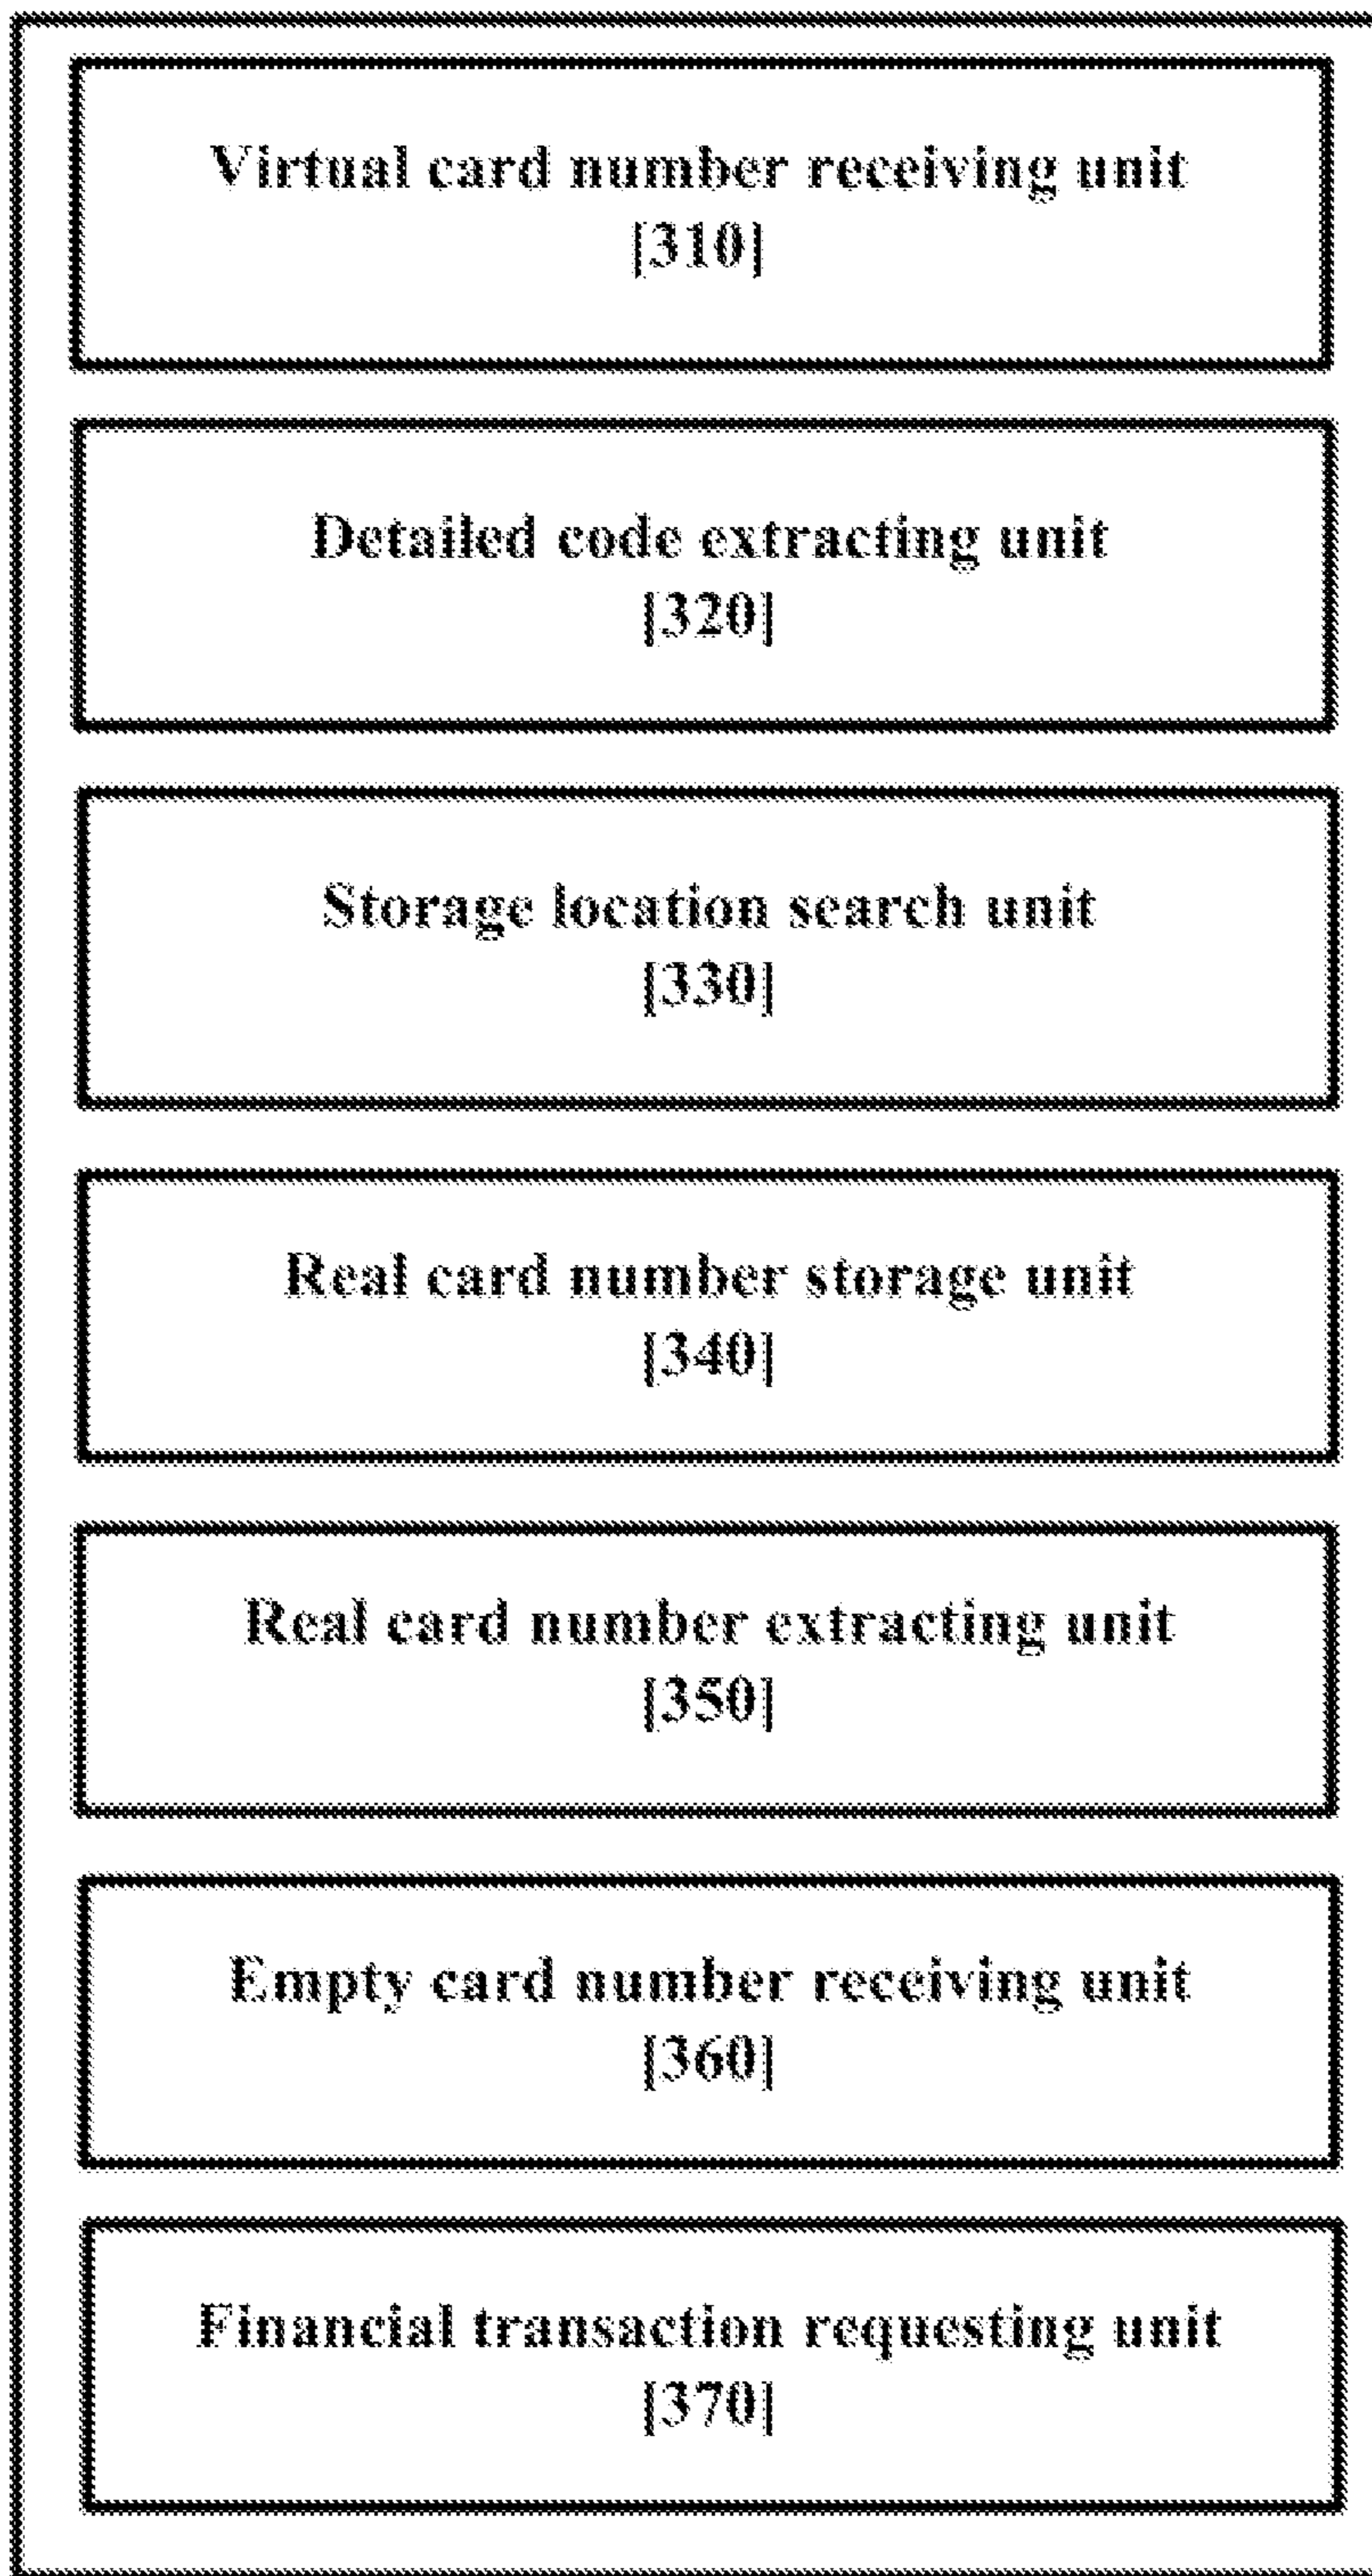 Virtual card number receiving unit
[310]
Detailed code extracting unit
[320]
Storage location search unit
[330]
Real card number storage unit
[340]
Real card number extracting unit
[350]
Empty card number receiving unit
[360]
Financial transaction requesting unit
[370]